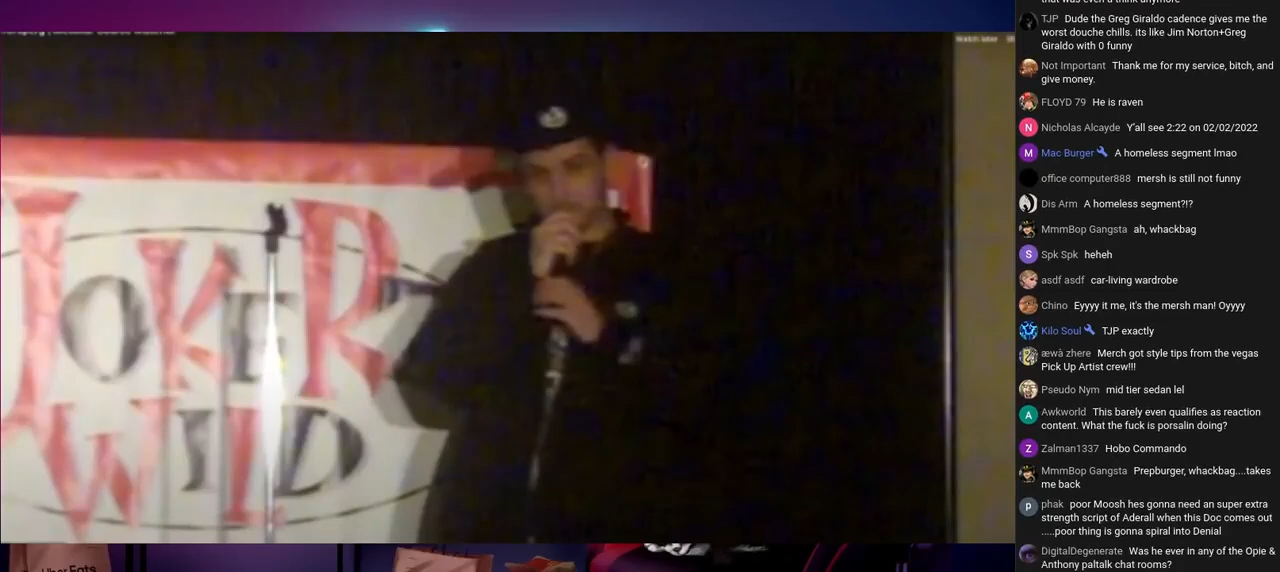 Watch later
JOKER
WILD
Uber Eats
TJP Dude the Greg Giraldo cadence gives me the
worst douche chills. its like Jim Norton+Greg
Giraldo with 0 funny
Not Important Thank me for my service, bitch, and
give money.
FLOYD 79 He is raven
N Nicholas Alcayde Y'all see 2:22 on 02/02/2022
M Mac Burger A homeless segment lmao
office computer888 mersh is still not funny
Dis Arm A homeless segment?!?
MmmBop Gangsta ah, whackbag
S Spk Spk heheh
asdf asdf car-living wardrobe
Chino Eyyyy it me, it's the mersh man! Oyyyy
Kilo Soul TJP exactly
æwà zhere Merch got style tips from the vegas
Pick Up Artist crew!!!
Pseudo Nym mid tier sedan lel
A Awkworld This barely even qualifies as reaction
content. What the fuck is porsalin doing?
Z Zalman1337 Hobo Commando
MmmBop Gangsta Prepburger, whackbag....takes
me back
P phak poor Moosh hes gonna need an super extra
strength script of Aderall when this Doc comes out
.....poor thing is gonna spiral into Denial
DigitalDegenerate Was he ever in any of the Opie &
Anthony paltalk chat rooms?